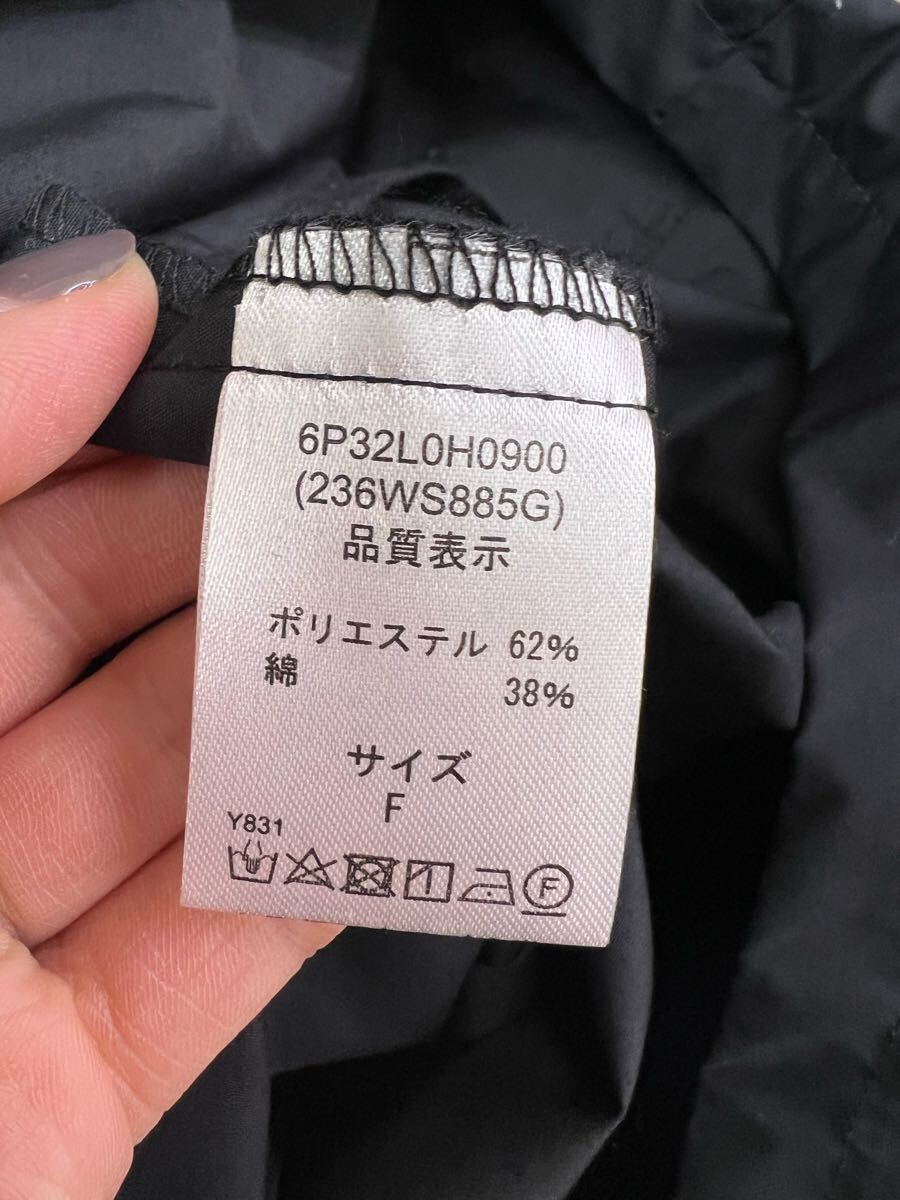 6P32L0H0900
(236WS885G)
品質表示
ポリエステル 62%
綿 38%
サイズ
F
Y831
F